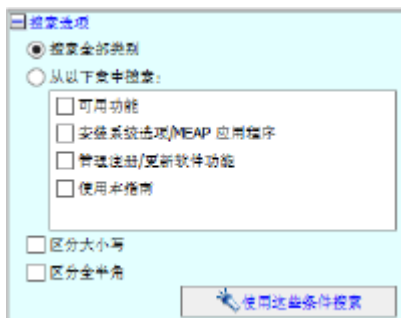 搜索选项
搜索全部类别
从以下章中搜索：
可用功能
安装系统选项/MEAP 应用程序
管理注册/更新软件功能
使用本指南
区分大小写
区分全半角
使用这些条件搜索